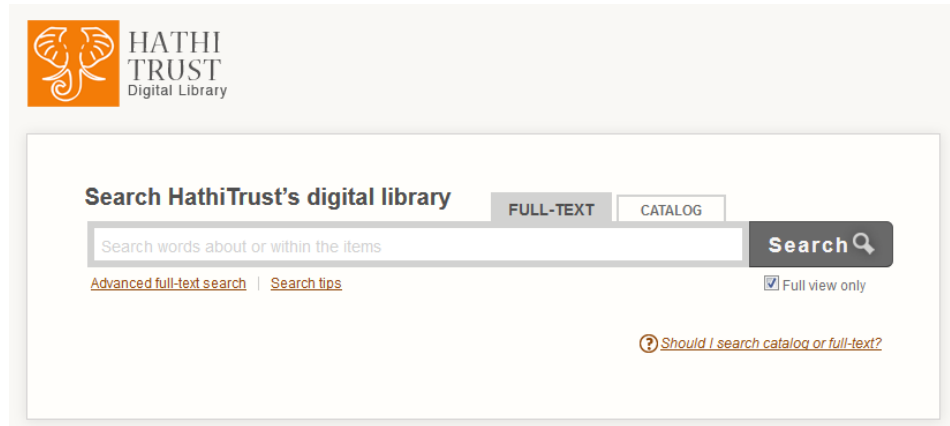 HATHI
TRUST
Digital Library
Search HathiTrust's digital library
FULL-TEXT
CATALOG
Search words about or within the items
Search
Advanced full-text search | Search tips
Full view only
? Should I search catalog or full-text?